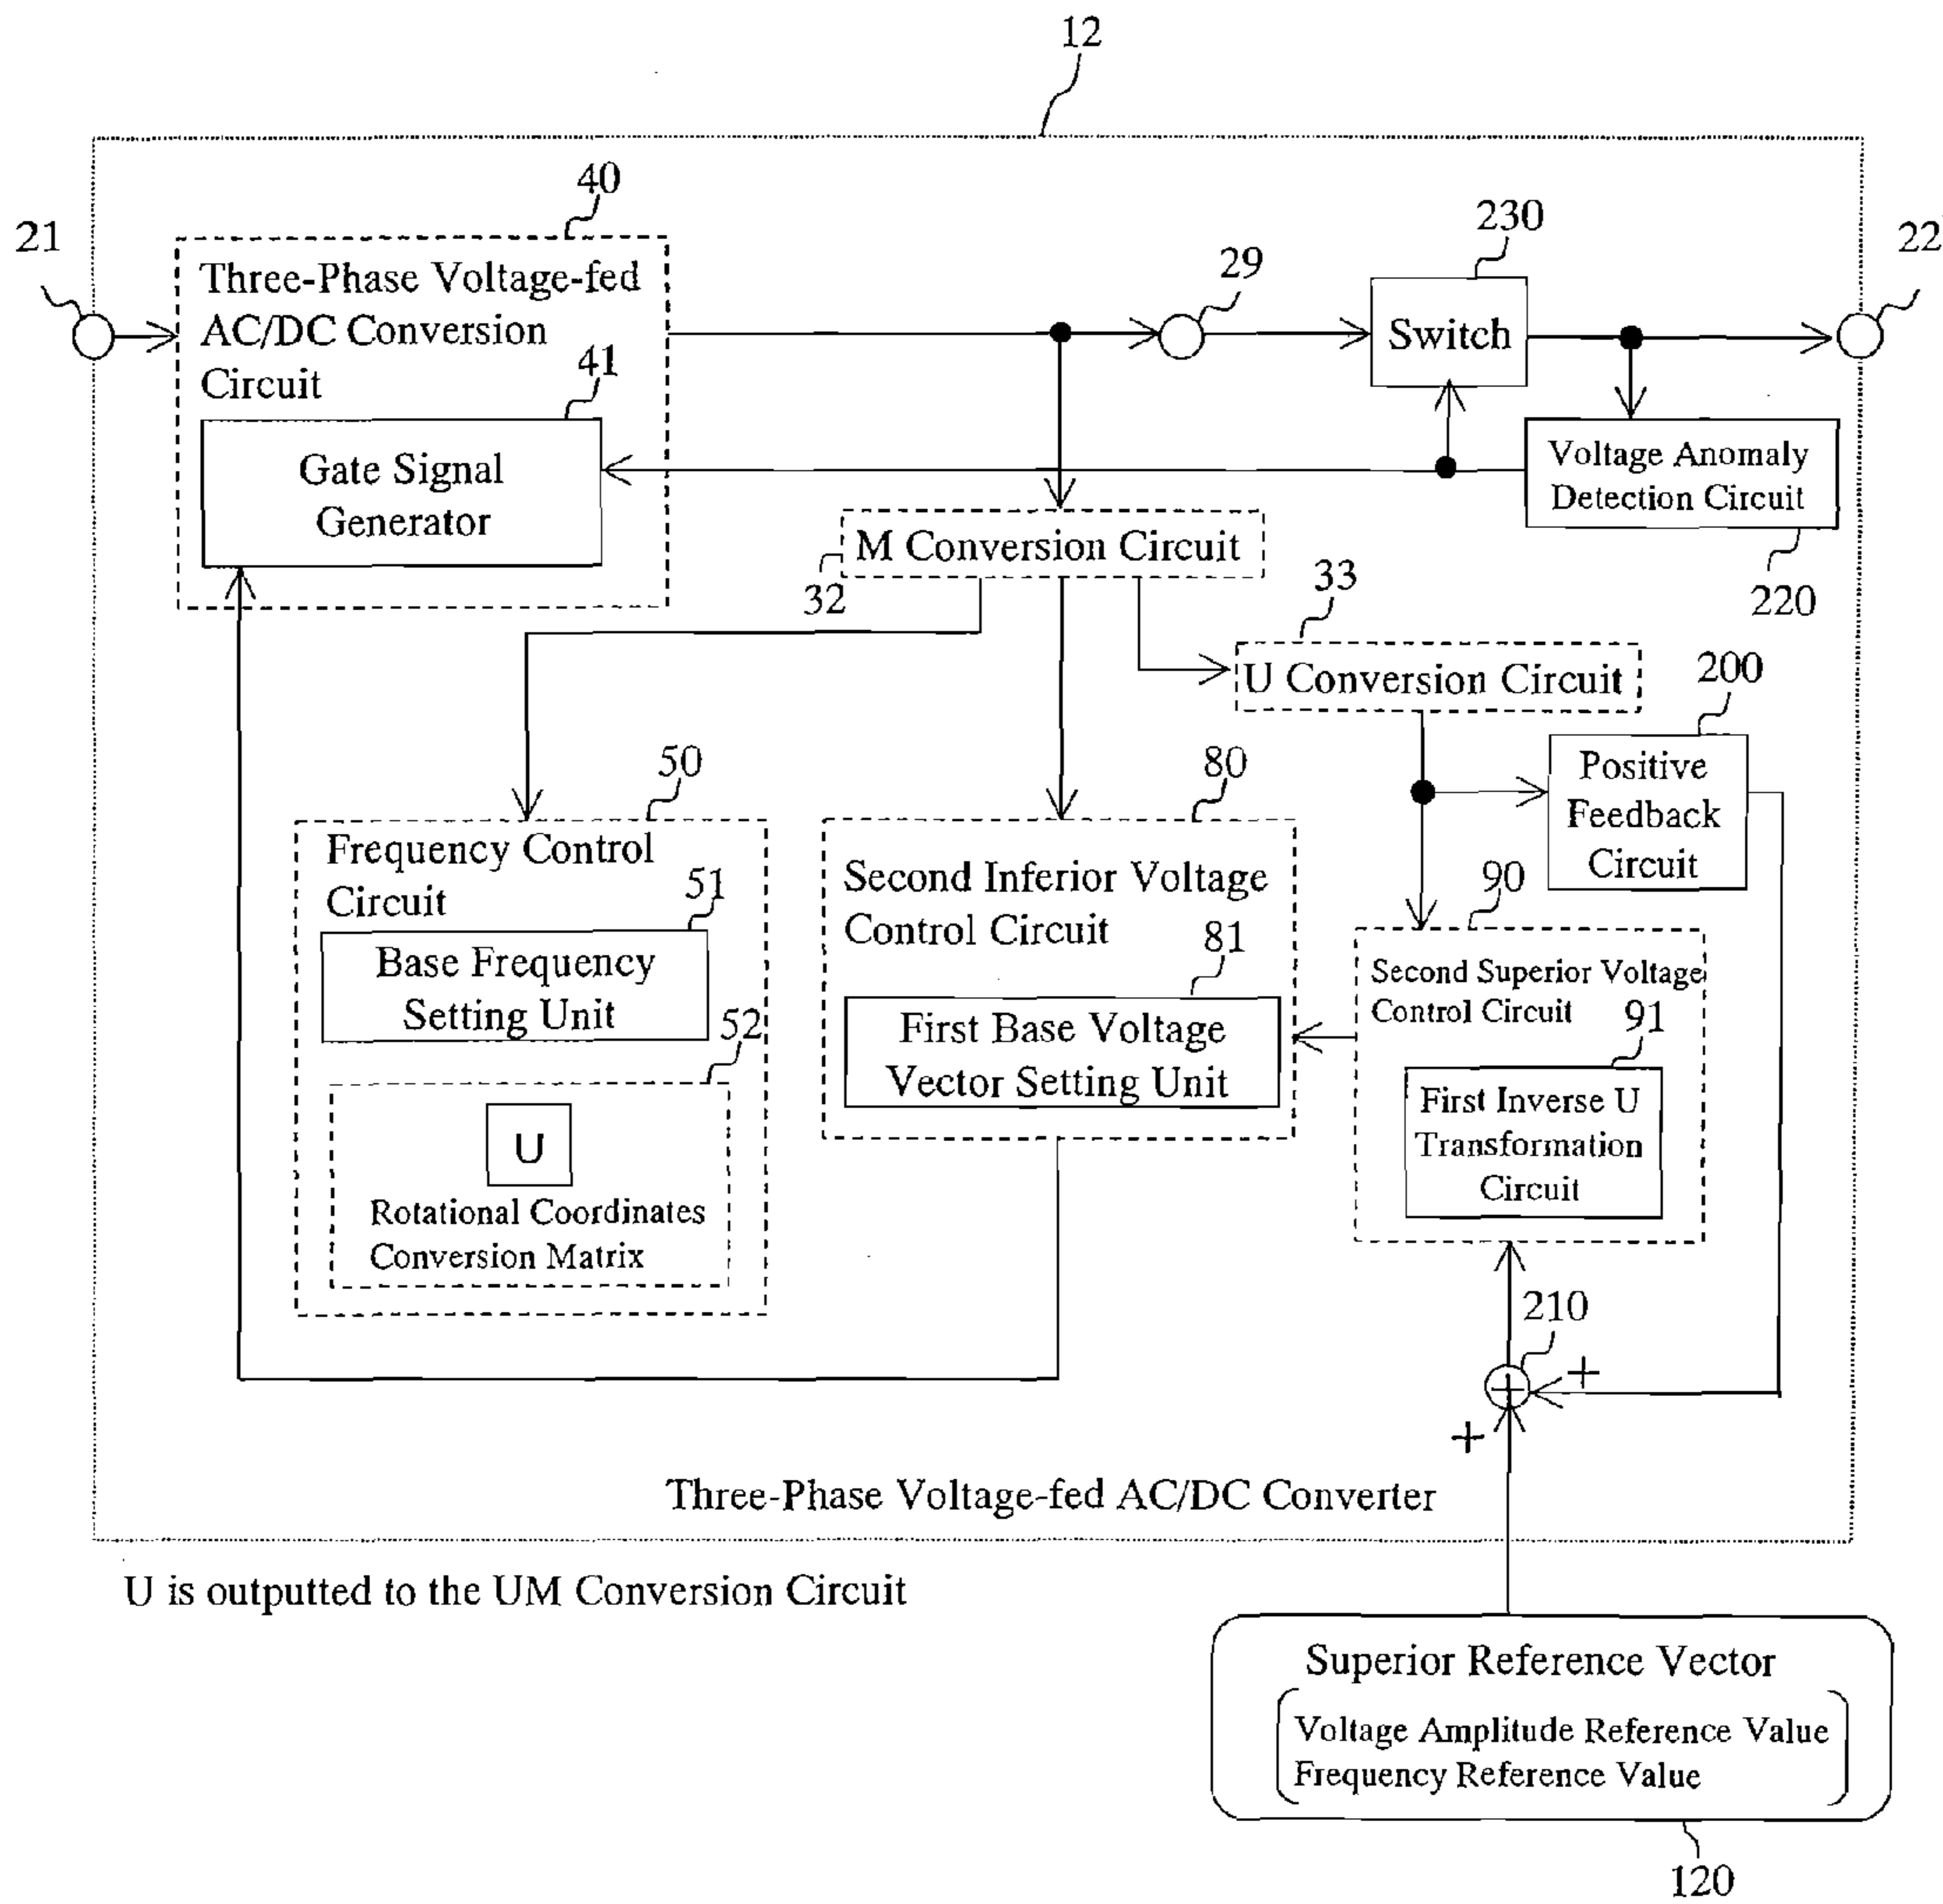 12
40
21
230
22
29
Three-Phase Voltage-fed
AC/DC Conversion
Circuit
41
Switch
Gate Signal
Generator
Voltage Anomaly
Detection Circuit
M Conversion Circuit
32
33
220
U Conversion Circuit
200
50
80
Positive
Feedback
Circuit
Frequency Control
Circuit
51
Second Inferior Voltage
Control Circuit
81
90
Base Frequency
Setting Unit
52
Second Superior Voltage
Control Circuit
91
First Base Voltage
Vector Setting Unit
First Inverse U
Transformation
Circuit
U
Rotational Coordinates
Conversion Matrix
210
+
+
+
Three-Phase Voltage-fed AC/DC Converter
U is outputted to the UM Conversion Circuit
Superior Reference Vector
Voltage Amplitude Reference Value
Frequency Reference Value
120